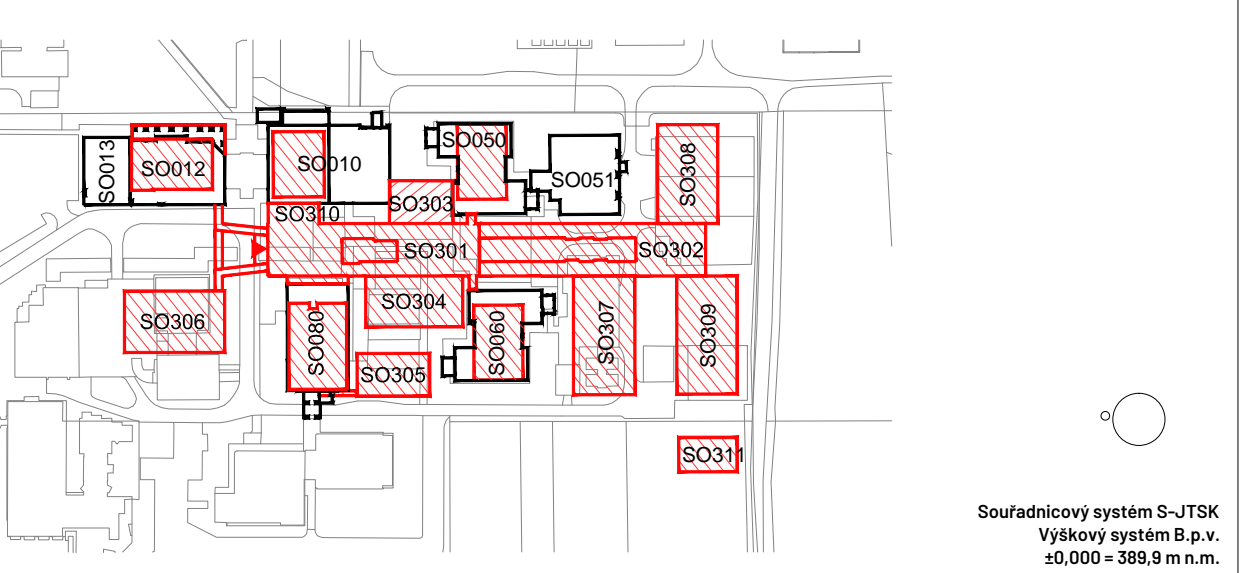 SO013
SO012
SO010
SO050
SO051
SO308
SO303
SO310
SO301
SO302
SO304
SO306
SO080
SO060
SO307
SO309
SO305
SO311
Souřadnicový systém S-JTSK
Výškový systém B.p.v.
±0,000 = 389,9 m n.m.